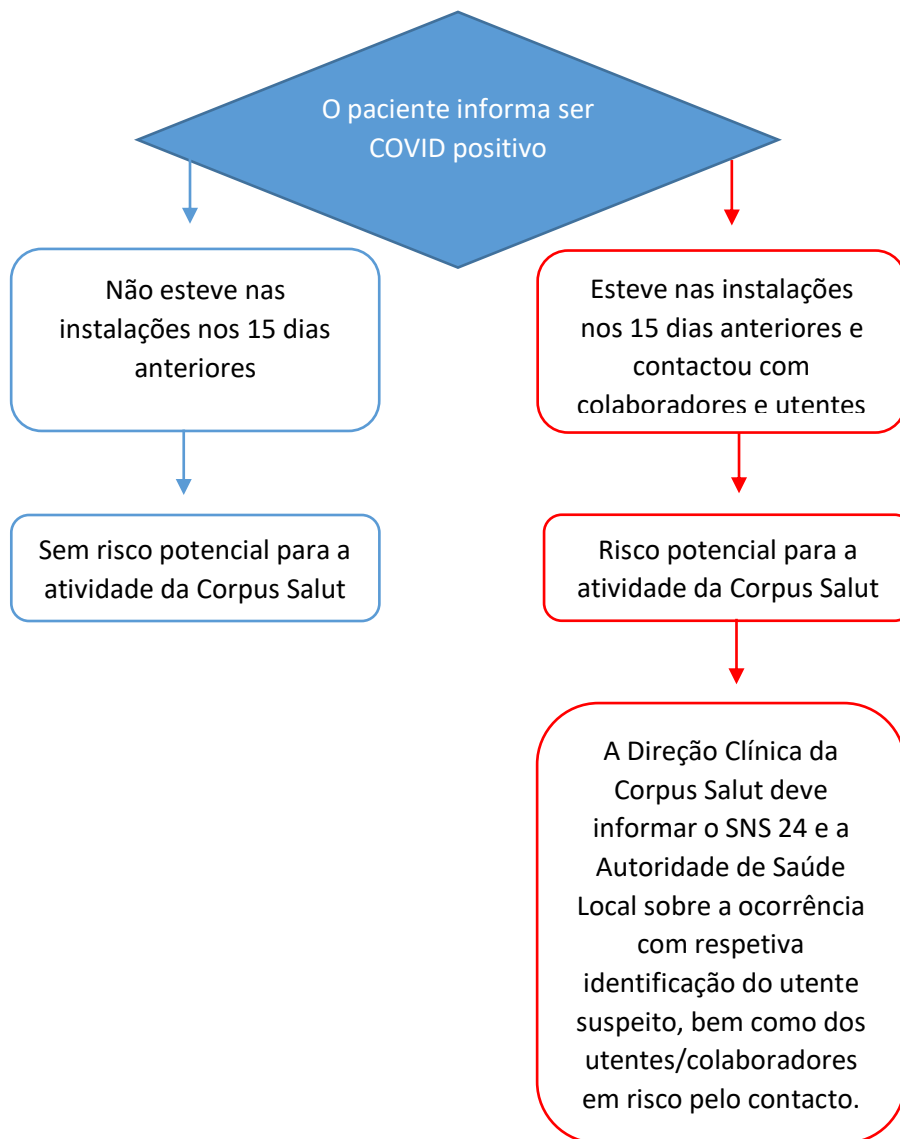 O paciente informa ser
COVID positivo
Não esteve nas
instalações nos 15 dias
anteriores
Esteve nas instalações
nos 15 dias anteriores e
contactou com
colaboradores e utentes
Sem risco potencial para a
atividade da Corpus Salut
Risco potencial para a
atividade da Corpus Salut
A Direção Clínica da
Corpus Salut deve
informar o SNS 24 e a
Autoridade de Saúde
Local sobre a ocorrência
com respetiva
identificação do utente
suspeito, bem como dos
utentes/colaboradores
em risco pelo contacto.